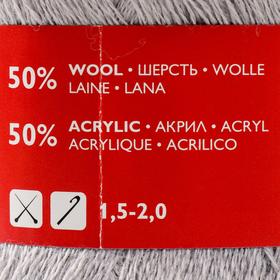 50% WOOL • ШЕРСТЬ • WOLLE
LAINE • LANA
50% ACRYLIC • АКРИЛ • ACRYL
ACRYLIQUE • ACRILICO
1,5-2,0